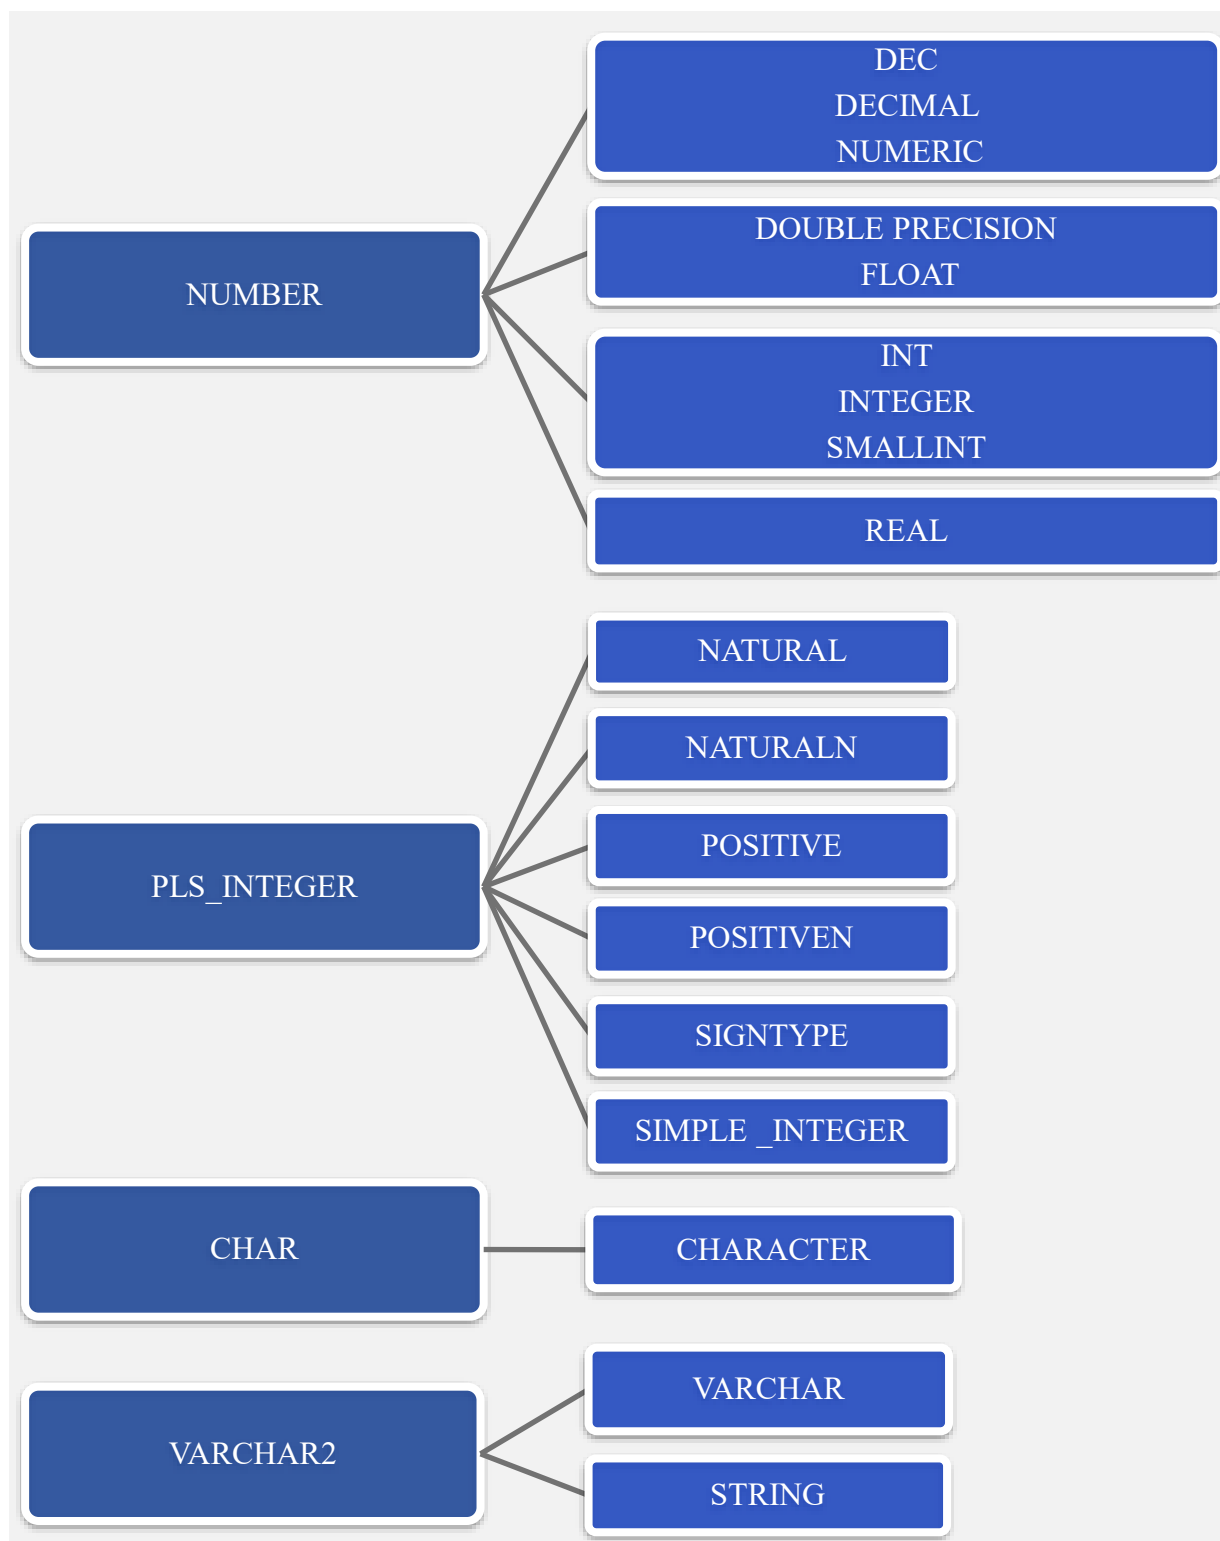 NUMBER
DEC
DECIMAL
NUMERIC
DOUBLE PRECISION
FLOAT
INT
INTEGER
SMALLINT
REAL
PLS_INTEGER
NATURAL
NATURALN
POSITIVE
POSITIVEN
SIGNTYPE
SIMPLE _INTEGER
CHAR
CHARACTER
VARCHAR2
VARCHAR
STRING